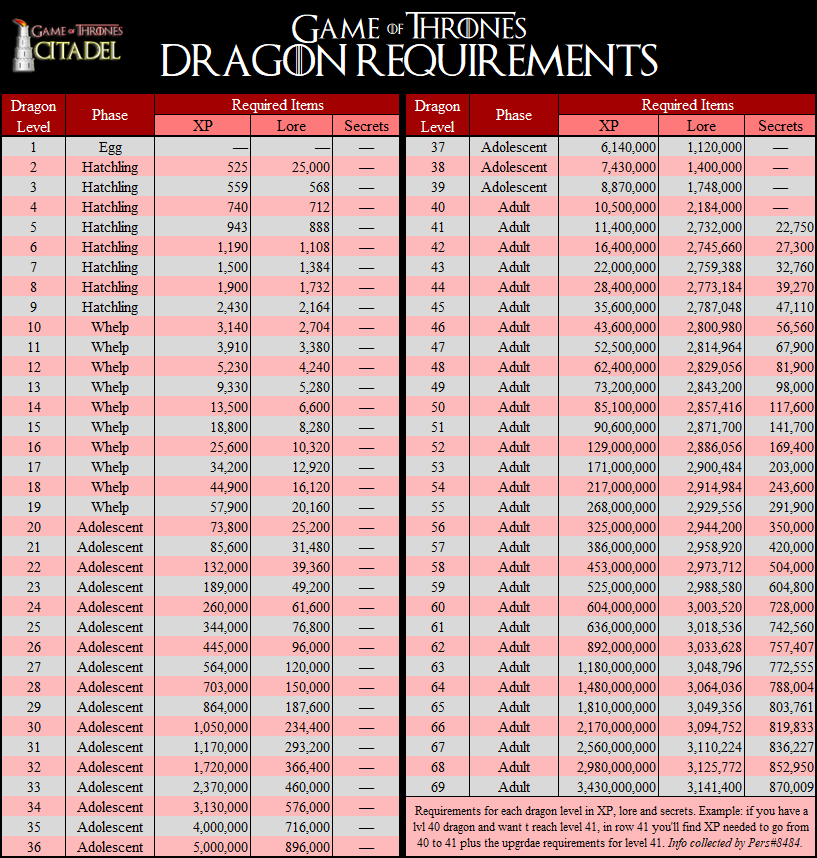 GAME OF THRONES
CITADEL
GAME OF THRONES
DRAGON REQUIREMENTS
Dragon Level Phase Required Items
XP Lore Secrets
1 Egg — — —
2 Hatchling 525 25,000 —
3 Hatchling 559 568 —
4 Hatchling 740 712 —
5 Hatchling 943 888 —
6 Hatchling 1,190 1,108 —
7 Hatchling 1,500 1,384 —
8 Hatchling 1,900 1,732 —
9 Hatchling 2,430 2,164 —
10 Whelp 3,140 2,704 —
11 Whelp 3,910 3,380 —
12 Whelp 5,230 4,240 —
13 Whelp 9,330 5,280 —
14 Whelp 13,500 6,600 —
15 Whelp 18,800 8,280 —
16 Whelp 25,600 10,320 —
17 Whelp 34,200 12,920 —
18 Whelp 44,900 16,120 —
19 Whelp 57,900 20,160 —
20 Adolescent 73,800 25,200 —
21 Adolescent 85,600 31,480 —
22 Adolescent 132,000 39,360 —
23 Adolescent 189,000 49,200 —
24 Adolescent 260,000 61,600 —
25 Adolescent 344,000 76,800 —
26 Adolescent 445,000 96,000 —
27 Adolescent 564,000 120,000 —
28 Adolescent 703,000 150,000 —
29 Adolescent 864,000 187,600 —
30 Adolescent 1,050,000 234,400 —
31 Adolescent 1,170,000 293,200 —
32 Adolescent 1,720,000 366,400 —
33 Adolescent 2,370,000 460,000 —
34 Adolescent 3,130,000 576,000 —
35 Adolescent 4,000,000 716,000 —
36 Adolescent 5,000,000 896,000 —
Dragon Level Phase Required Items
XP Lore Secrets
37 Adolescent 6,140,000 1,120,000 —
38 Adolescent 7,430,000 1,400,000 —
39 Adolescent 8,870,000 1,748,000 —
40 Adult 10,500,000 2,184,000 —
41 Adult 11,400,000 2,732,000 22,750
42 Adult 16,400,000 2,745,660 27,300
43 Adult 22,000,000 2,759,388 32,760
44 Adult 28,400,000 2,773,184 39,270
45 Adult 35,600,000 2,787,048 47,110
46 Adult 43,600,000 2,800,980 56,560
47 Adult 52,500,000 2,814,964 67,900
48 Adult 62,400,000 2,829,056 81,900
49 Adult 73,200,000 2,843,200 98,000
50 Adult 85,100,000 2,857,416 117,600
51 Adult 90,600,000 2,871,700 141,700
52 Adult 129,000,000 2,886,056 169,400
53 Adult 171,000,000 2,900,484 203,000
54 Adult 217,000,000 2,914,984 243,600
55 Adult 268,000,000 2,929,556 291,900
56 Adult 325,000,000 2,944,200 350,000
57 Adult 386,000,000 2,958,920 420,000
58 Adult 453,000,000 2,973,712 504,000
59 Adult 525,000,000 2,988,580 604,800
60 Adult 604,000,000 3,003,520 728,000
61 Adult 636,000,000 3,018,536 742,560
62 Adult 892,000,000 3,033,628 757,407
63 Adult 1,180,000,000 3,048,796 772,555
64 Adult 1,480,000,000 3,064,036 788,004
65 Adult 1,810,000,000 3,049,356 803,761
66 Adult 2,170,000,000 3,094,752 819,833
67 Adult 2,560,000,000 3,110,224 836,227
68 Adult 2,980,000,000 3,125,772 852,950
69 Adult 3,430,000,000 3,141,400 870,009
Requirements for each dragon level in XP, lore and secrets. Example: if you have a
lvl 40 dragon and want t reach level 41, in row 41 you'll find XP needed to go from
40 to 41 plus the upgrdae requirements for level 41. Info collected by Pers#8484.